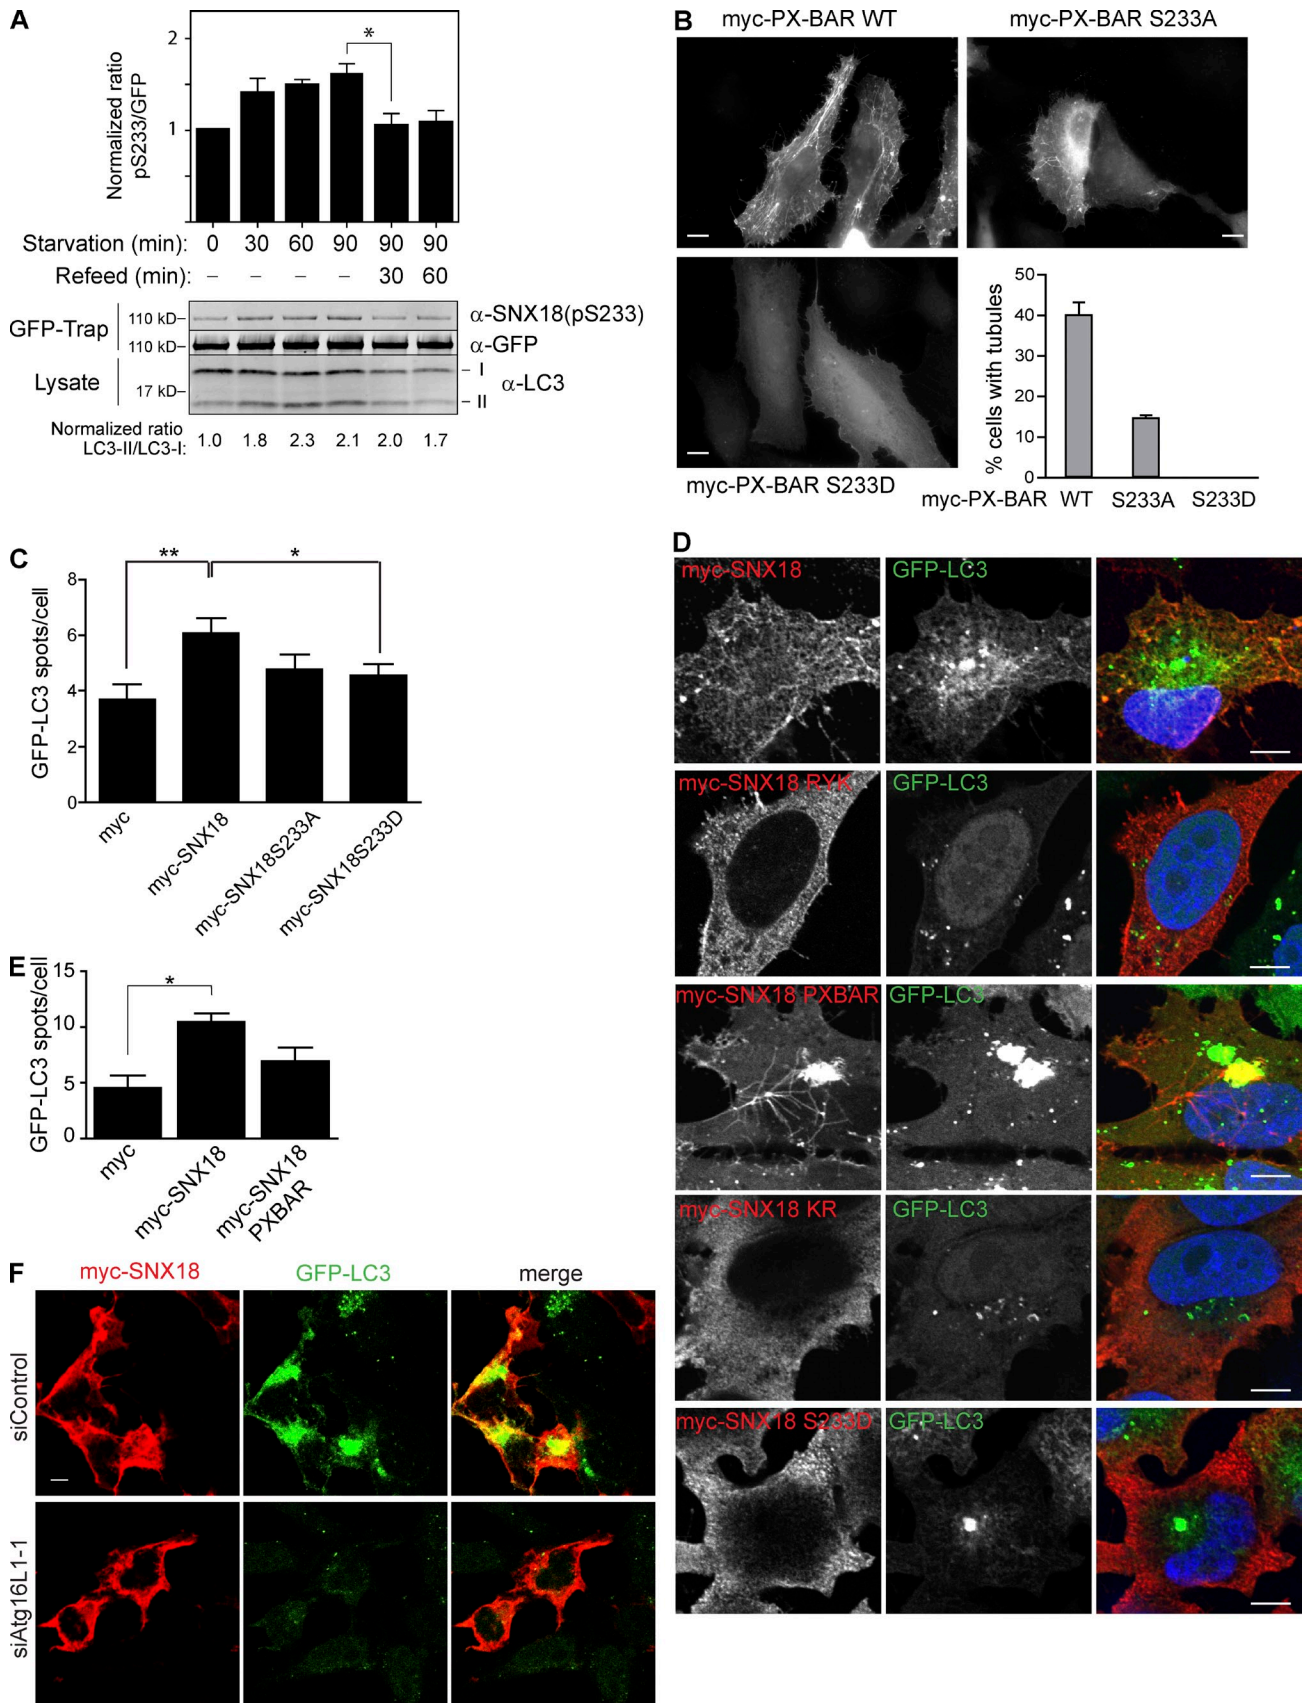 A
Normalized ratio
pS233/GFP
2
1
0
Starvation (min): 0 30 60 90 90 90
Refeed (min): – – – – 30 60
GFP-Trap
110 kD–
α-SNX18(pS233)
110 kD–
α-GFP
Lysate
17 kD–
– I
α-LC3
– II
Normalized ratio
LC3-II/LC3-I:
1.0 1.8 2.3 2.1 2.0 1.7
*
B
myc-PX-BAR WT
myc-PX-BAR S233A
myc-PX-BAR S233D
% cells with tubules
50
40
30
20
10
0
myc-PX-BAR WT S233A S233D
C
** *
GFP-LC3 spots/cell
8
6
4
2
0
myc
myc-SNX18
myc-SNX18S233A
myc-SNX18S233D
D
myc-SNX18 GFP-LC3
myc-SNX18 RYK GFP-LC3
myc-SNX18 PXBAR GFP-LC3
myc-SNX18 KR GFP-LC3
myc-SNX18 S233D GFP-LC3
E
*
GFP-LC3 spots/cell
15
10
5
0
myc
myc-SNX18
myc-SNX18
PXBAR
F
myc-SNX18 GFP-LC3 merge
siControl
siAtg16L1-1